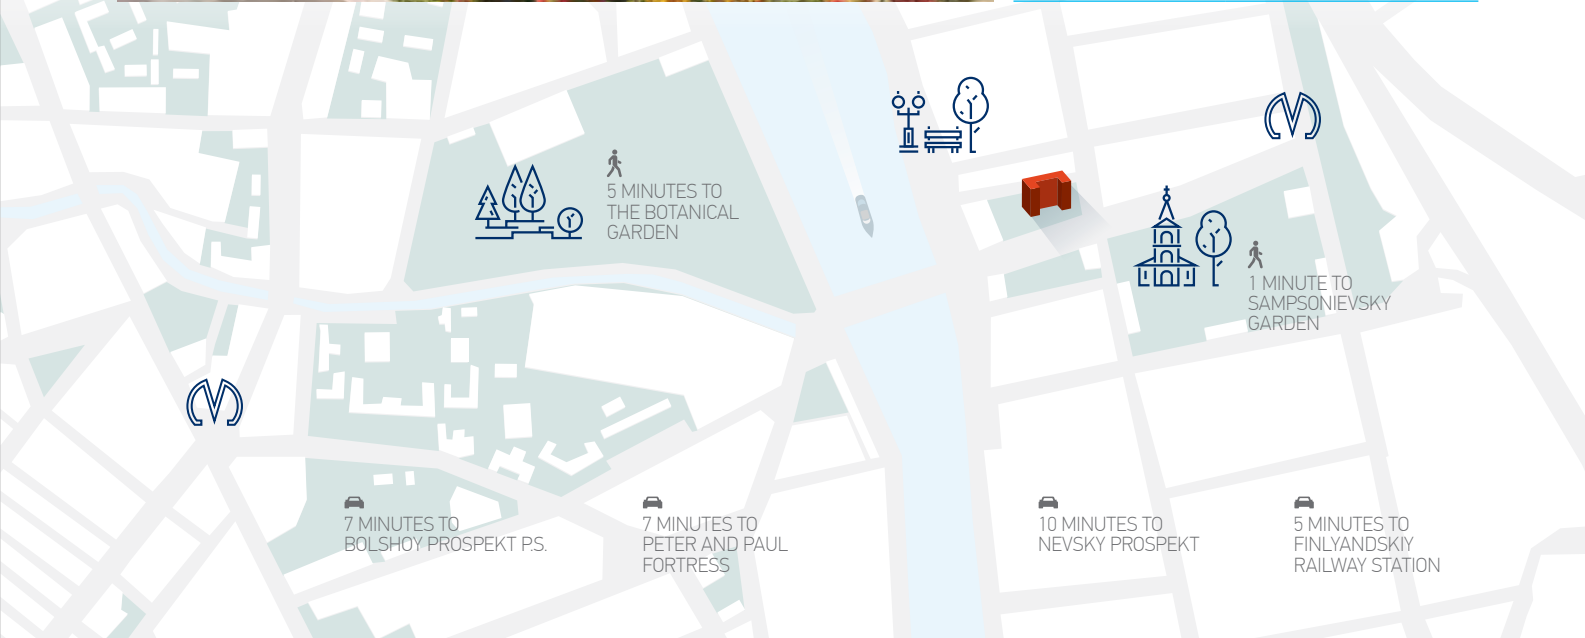 5 MINUTES TO
THE BOTANICAL
GARDEN
1 MINUTE TO
SAMPSONIEVSKY
GARDEN
7 MINUTES TO
BOLSHOY PROSPEKT P.S.
7 MINUTES TO
PETER AND PAUL
FORTRESS
10 MINUTES TO
NEVSKY PROSPEKT
5 MINUTES TO
FINLYANDSKIY
RAILWAY STATION